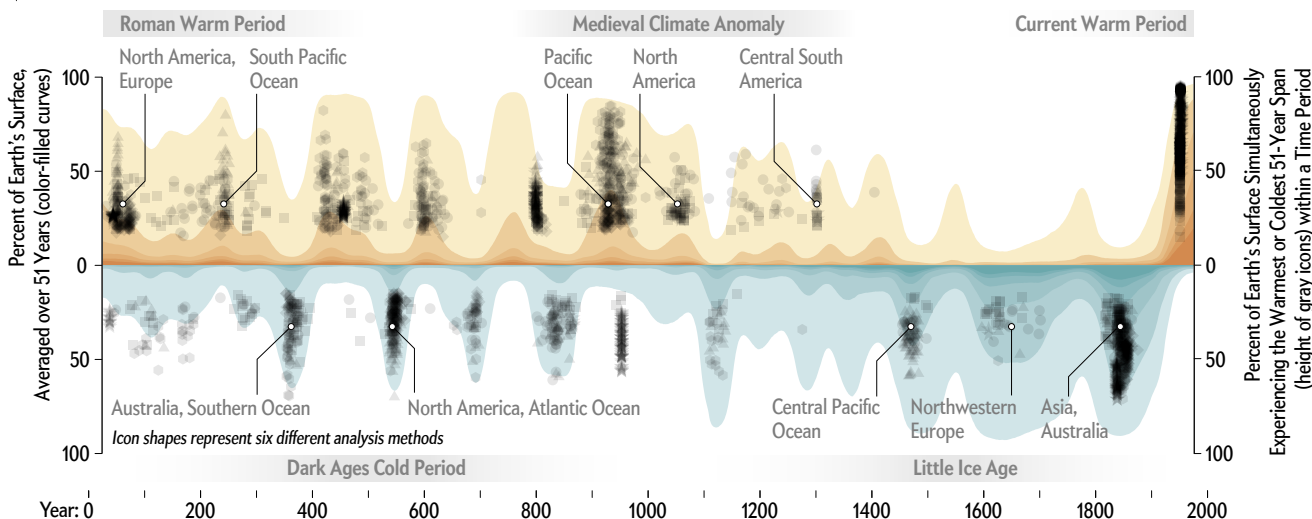 Roman Warm Period
Medieval Climate Anomaly
Current Warm Period
North America,
Europe
South Pacific
Ocean
Pacific
Ocean
North
America
Central South
America
Percent of Earth's Surface,
Averaged over 51 Years (color-filled curves)
100
50
0
50
100
100
50
0
50
100
Percent of Earth's Surface Simultaneously
Experiencing the Warmest or Coldest 51-Year Span
(height of gray icons) within a Time Period
Australia, Southern Ocean
North America, Atlantic Ocean
Central Pacific
Ocean
Northwestern
Europe
Asia,
Australia
Icon shapes represent six different analysis methods
Dark Ages Cold Period
Little Ice Age
Year: 0 200 400 600 800 1000 1200 1400 1600 1800 2000